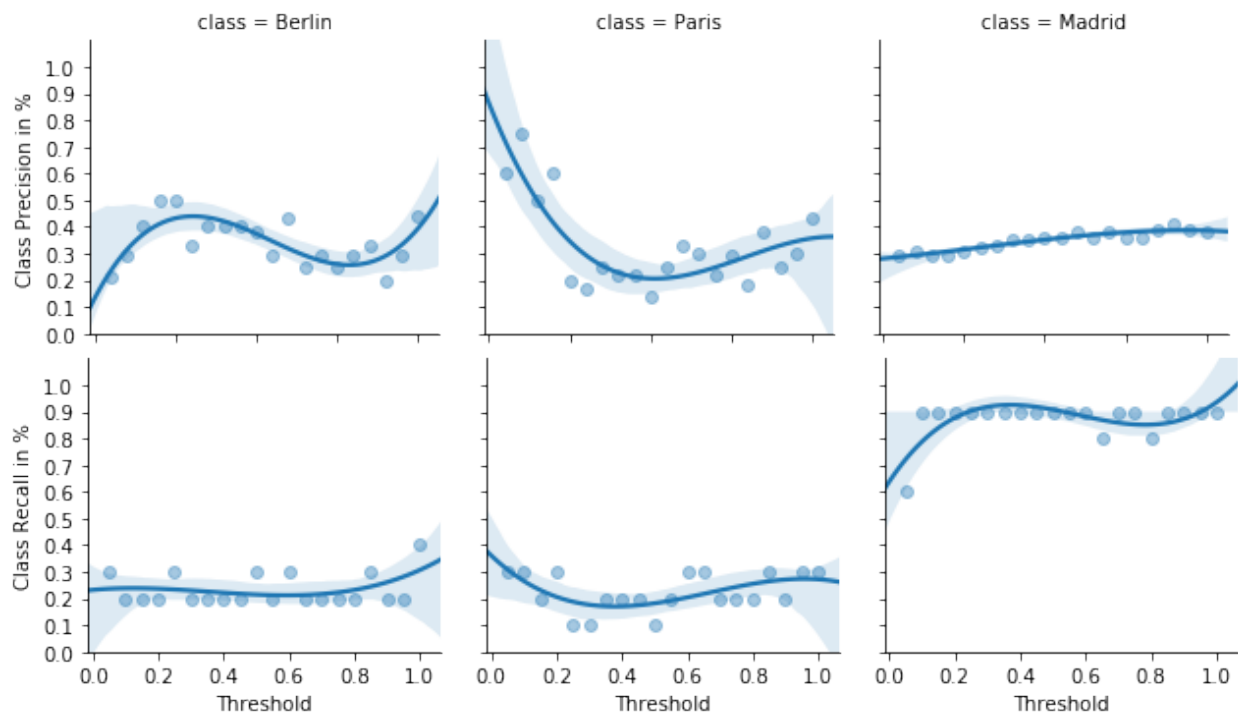 class = Berlin
class = Paris
class = Madrid
Class Precision in %
1.0
0.9
0.8
0.7
0.6
0.5
0.4
0.3
0.2
0.1
0.0
Class Recall in %
1.0
0.9
0.8
0.7
0.6
0.5
0.4
0.3
0.2
0.1
0.0
0.0 0.2 0.4 0.6 0.8 1.0
Threshold
0.0 0.2 0.4 0.6 0.8 1.0
Threshold
0.0 0.2 0.4 0.6 0.8 1.0
Threshold